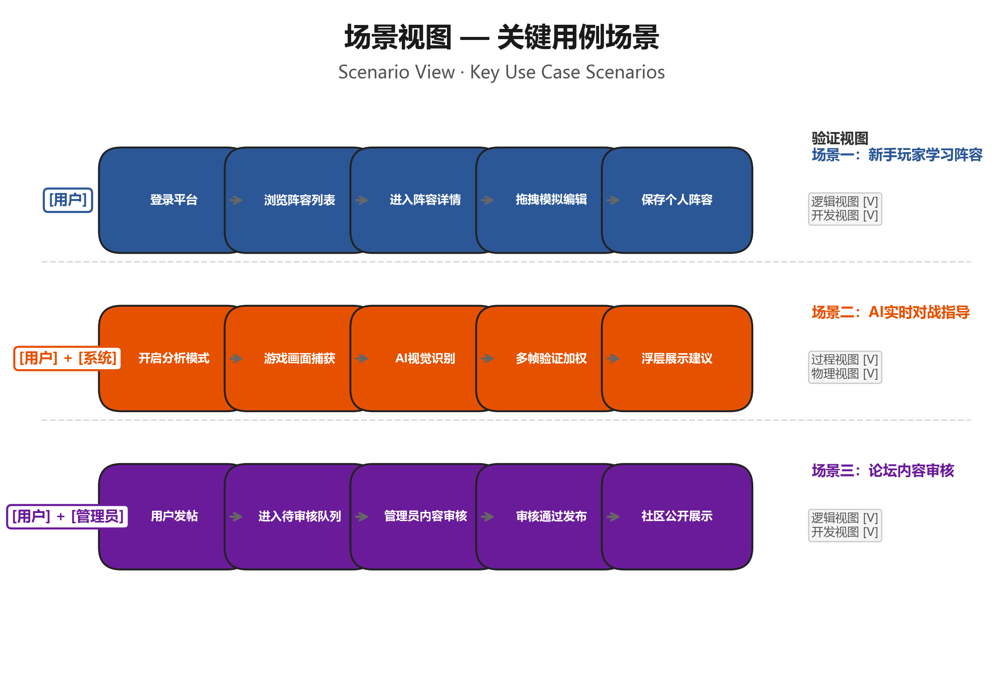 场景视图 — 关键用例场景
Scenario View · Key Use Case Scenarios
验证视图
场景一：新手玩家学习阵容
[用户]
登录平台
浏览阵容列表
进入阵容详情
拖拽模拟编辑
保存个人阵容
逻辑视图 [V]
开发视图 [V]
场景二：AI实时对战指导
[用户] + [系统]
开启分析模式
游戏画面捕获
AI视觉识别
多帧验证加权
浮层展示建议
过程视图 [V]
物理视图 [V]
场景三：论坛内容审核
[用户] + [管理员]
用户发帖
进入待审核队列
管理员内容审核
审核通过发布
社区公开展示
逻辑视图 [V]
开发视图 [V]